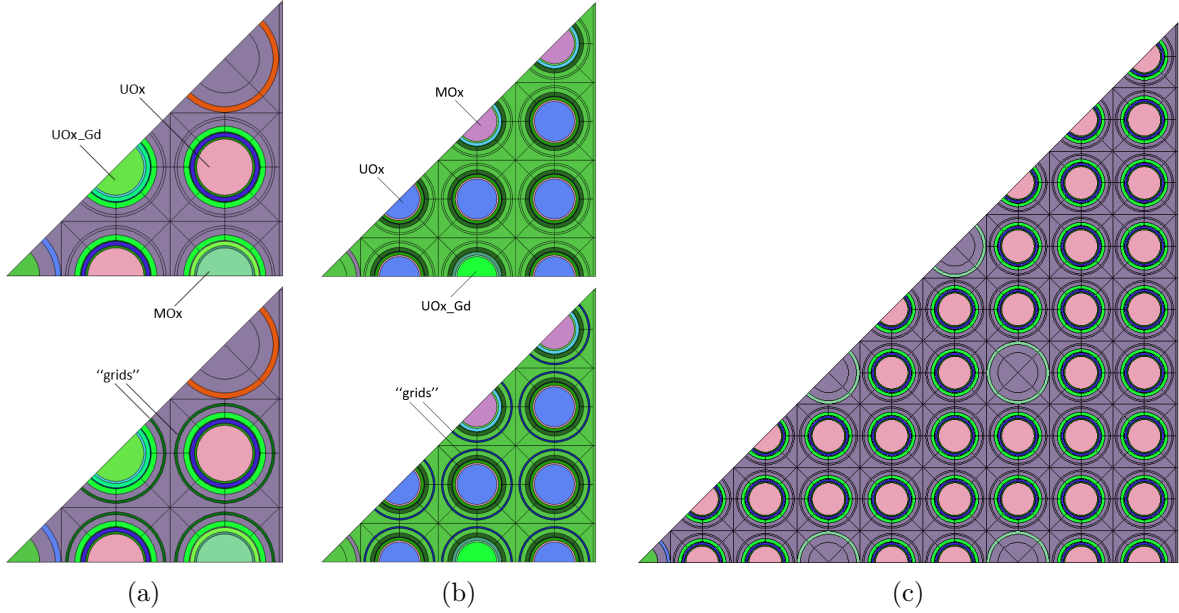 UOx
MOx
UOx_Gd
UOx
MOx
UOx_Gd
“grids”
“grids”
(a)
(b)
(c)